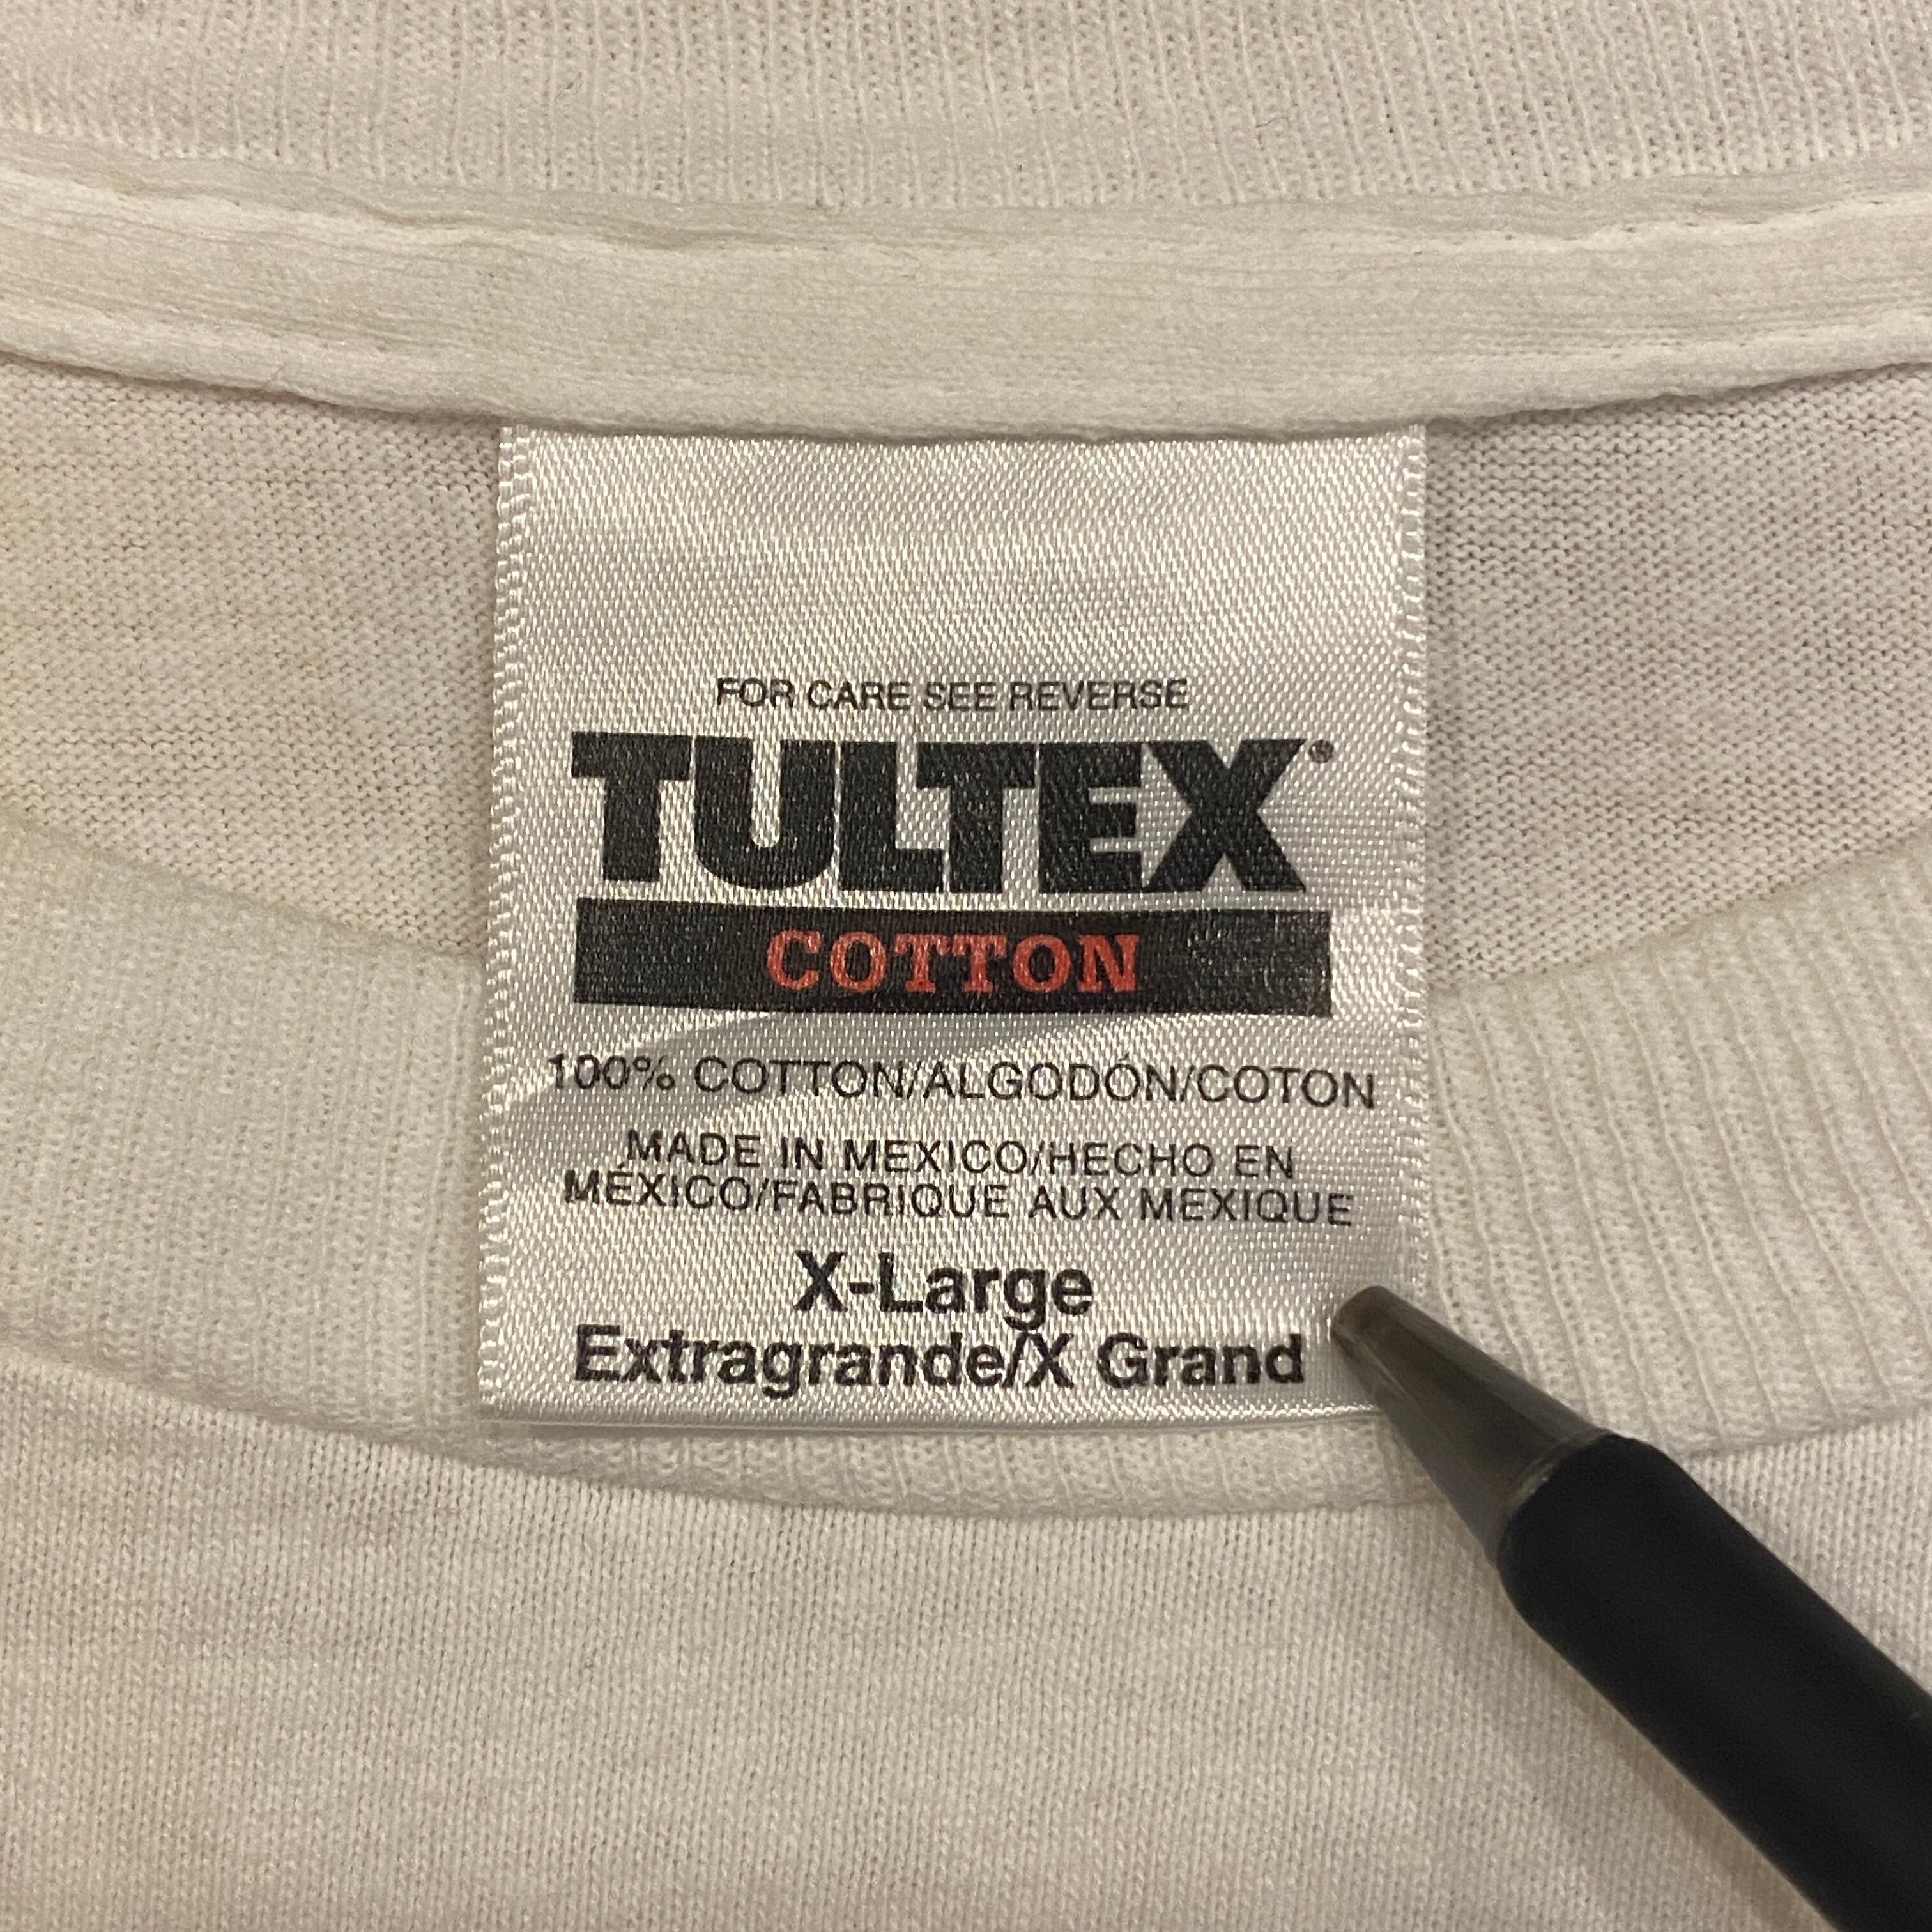 FOR CARE SEE REVERSE
TULTEX®
COTTON
100% COTTON/ALGODÓN/COTON
MADE IN MEXICO/HECHO EN
MÉXICO/FABRIQUE AUX MEXIQUE
X-Large
Extragrande/X Grand